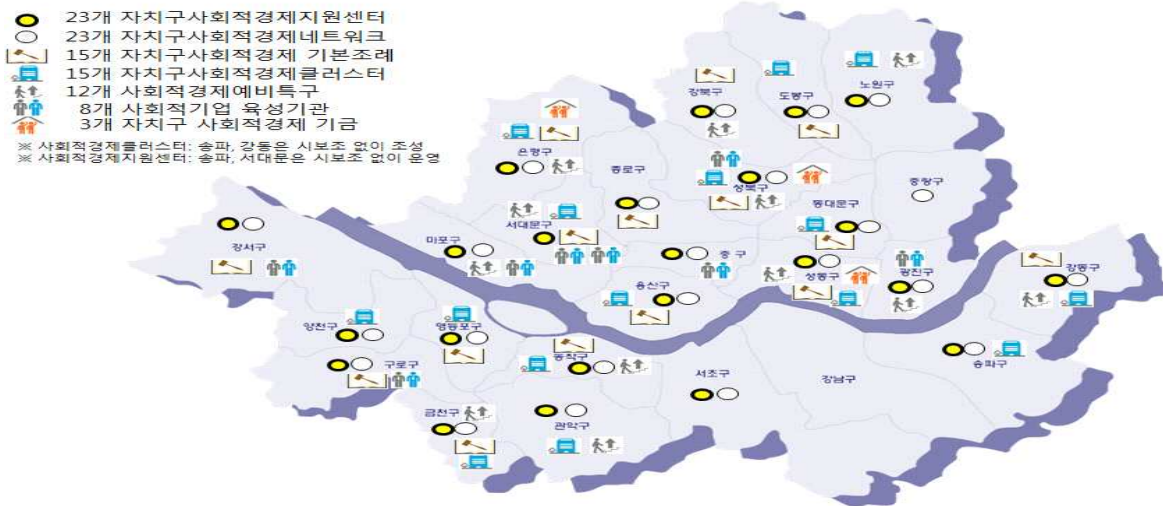 23개 자치구사회적경제지원센터
23개 자치구사회적경제네트워크
15개 자치구사회적경제 기본조례
15개 자치구사회적경제클러스터
12개 사회적경제예비특구
8개 사회적기업 육성기관
3개 자치구 사회적경제 기금
※ 사회적경제클러스터: 송파, 강동은 시보조 없이 조성
※ 사회적경제지원센터: 송파, 서대문은 시보조 없이 운영
노원구
강북구
도봉구
은평구
종로구
성북구
중랑구
동대문구
서대문구
마포구
강서구
중 구
성동구
광진구
강동구
용산구
양천구
영등포구
동작구
구로구
서초구
강남구
송파구
금천구
관악구